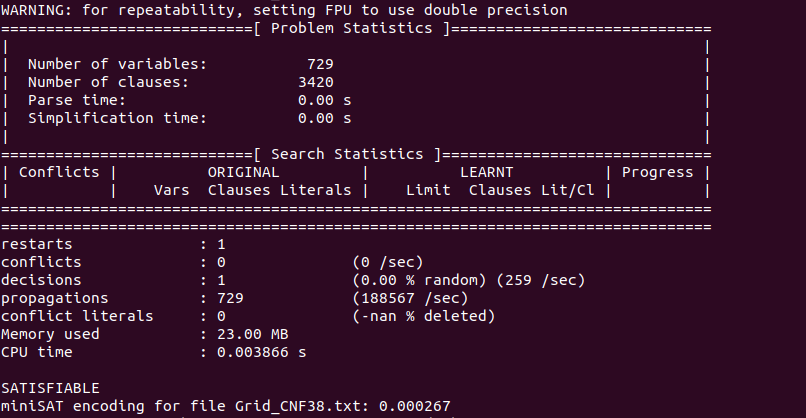 WARNING: for repeatability, setting FPU to use double precision
============================[ Problem Statistics ]=============================
|                                                                             |
|  Number of variables:           729                                         |
|  Number of clauses:            3420                                         |
|  Parse time:                   0.00 s                                       |
|  Simplification time:          0.00 s                                       |
|                                                                             |
============================[ Search Statistics ]==============================
| Conflicts |          ORIGINAL         |          LEARNT          | Progress |
|           |    Vars  Clauses Literals |    Limit  Clauses Lit/Cl |          |
===============================================================================
===============================================================================
restarts              : 1
conflicts             : 0              (0 /sec)
decisions             : 1              (0.00 % random) (259 /sec)
propagations          : 729            (188567 /sec)
conflict literals     : 0              (-nan % deleted)
Memory used           : 23.00 MB
CPU time              : 0.003866 s

SATISFIABLE
miniSAT encoding for file Grid_CNF38.txt: 0.000267